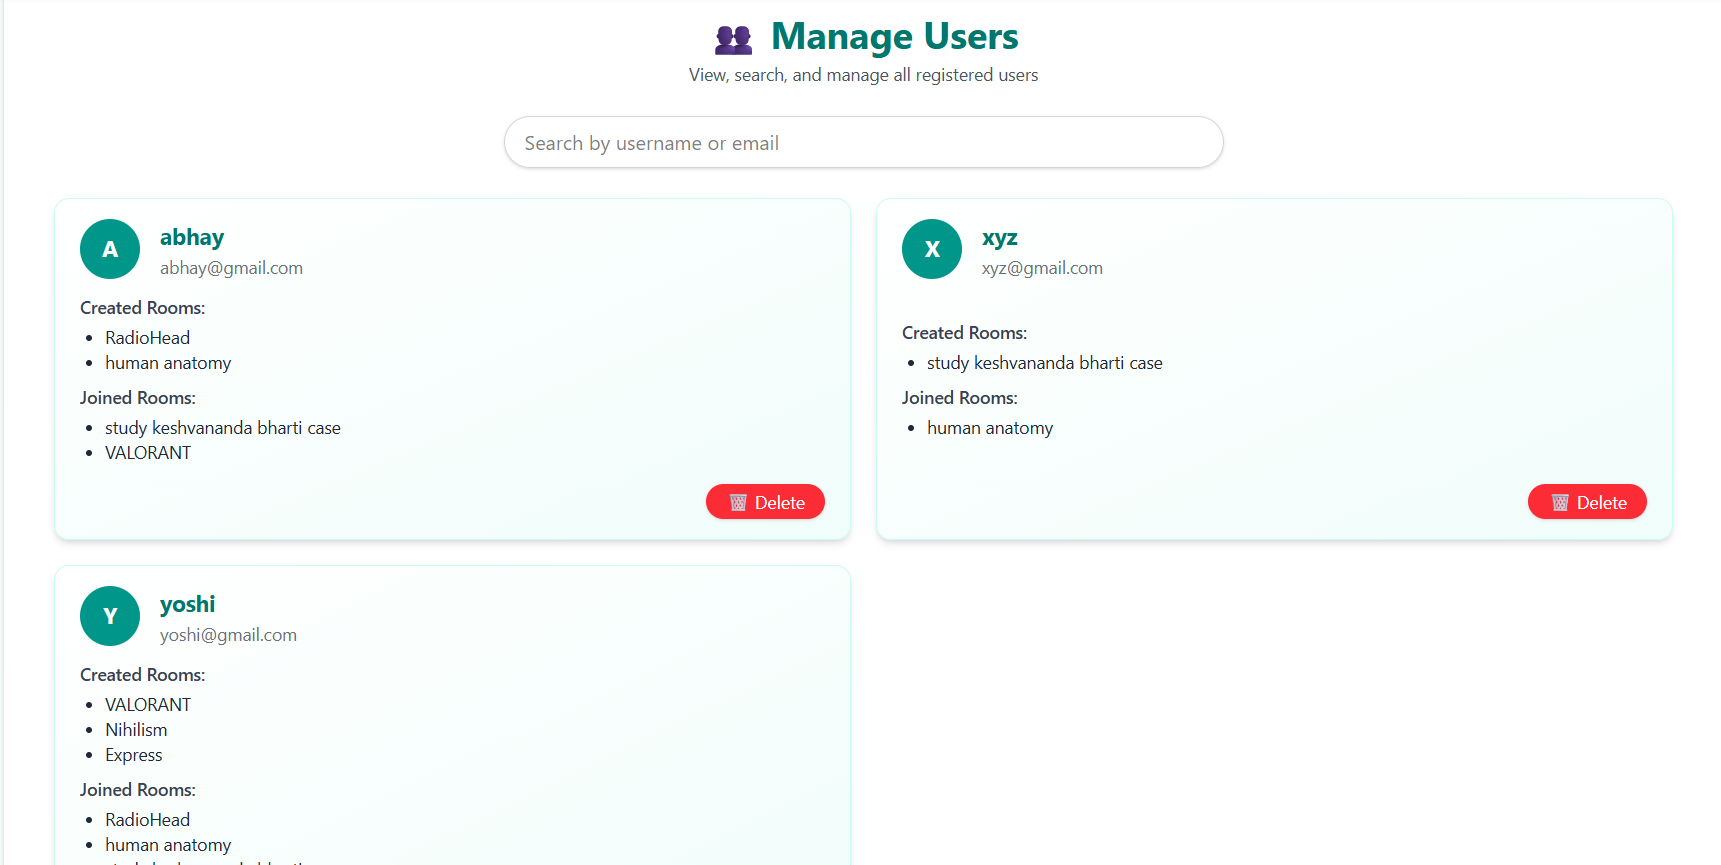 Manage Users
View, search, and manage all registered users
Search by username or email
A
abhay
abhay@gmail.com
Created Rooms:
RadioHead
human anatomy
Joined Rooms:
study keshvananda bharti case
VALORANT
Delete
X
xyz
xyz@gmail.com
Created Rooms:
study keshvananda bharti case
Joined Rooms:
human anatomy
Delete
Y
yoshi
yoshi@gmail.com
Created Rooms:
VALORANT
Nihilism
Express
Joined Rooms:
RadioHead
human anatomy